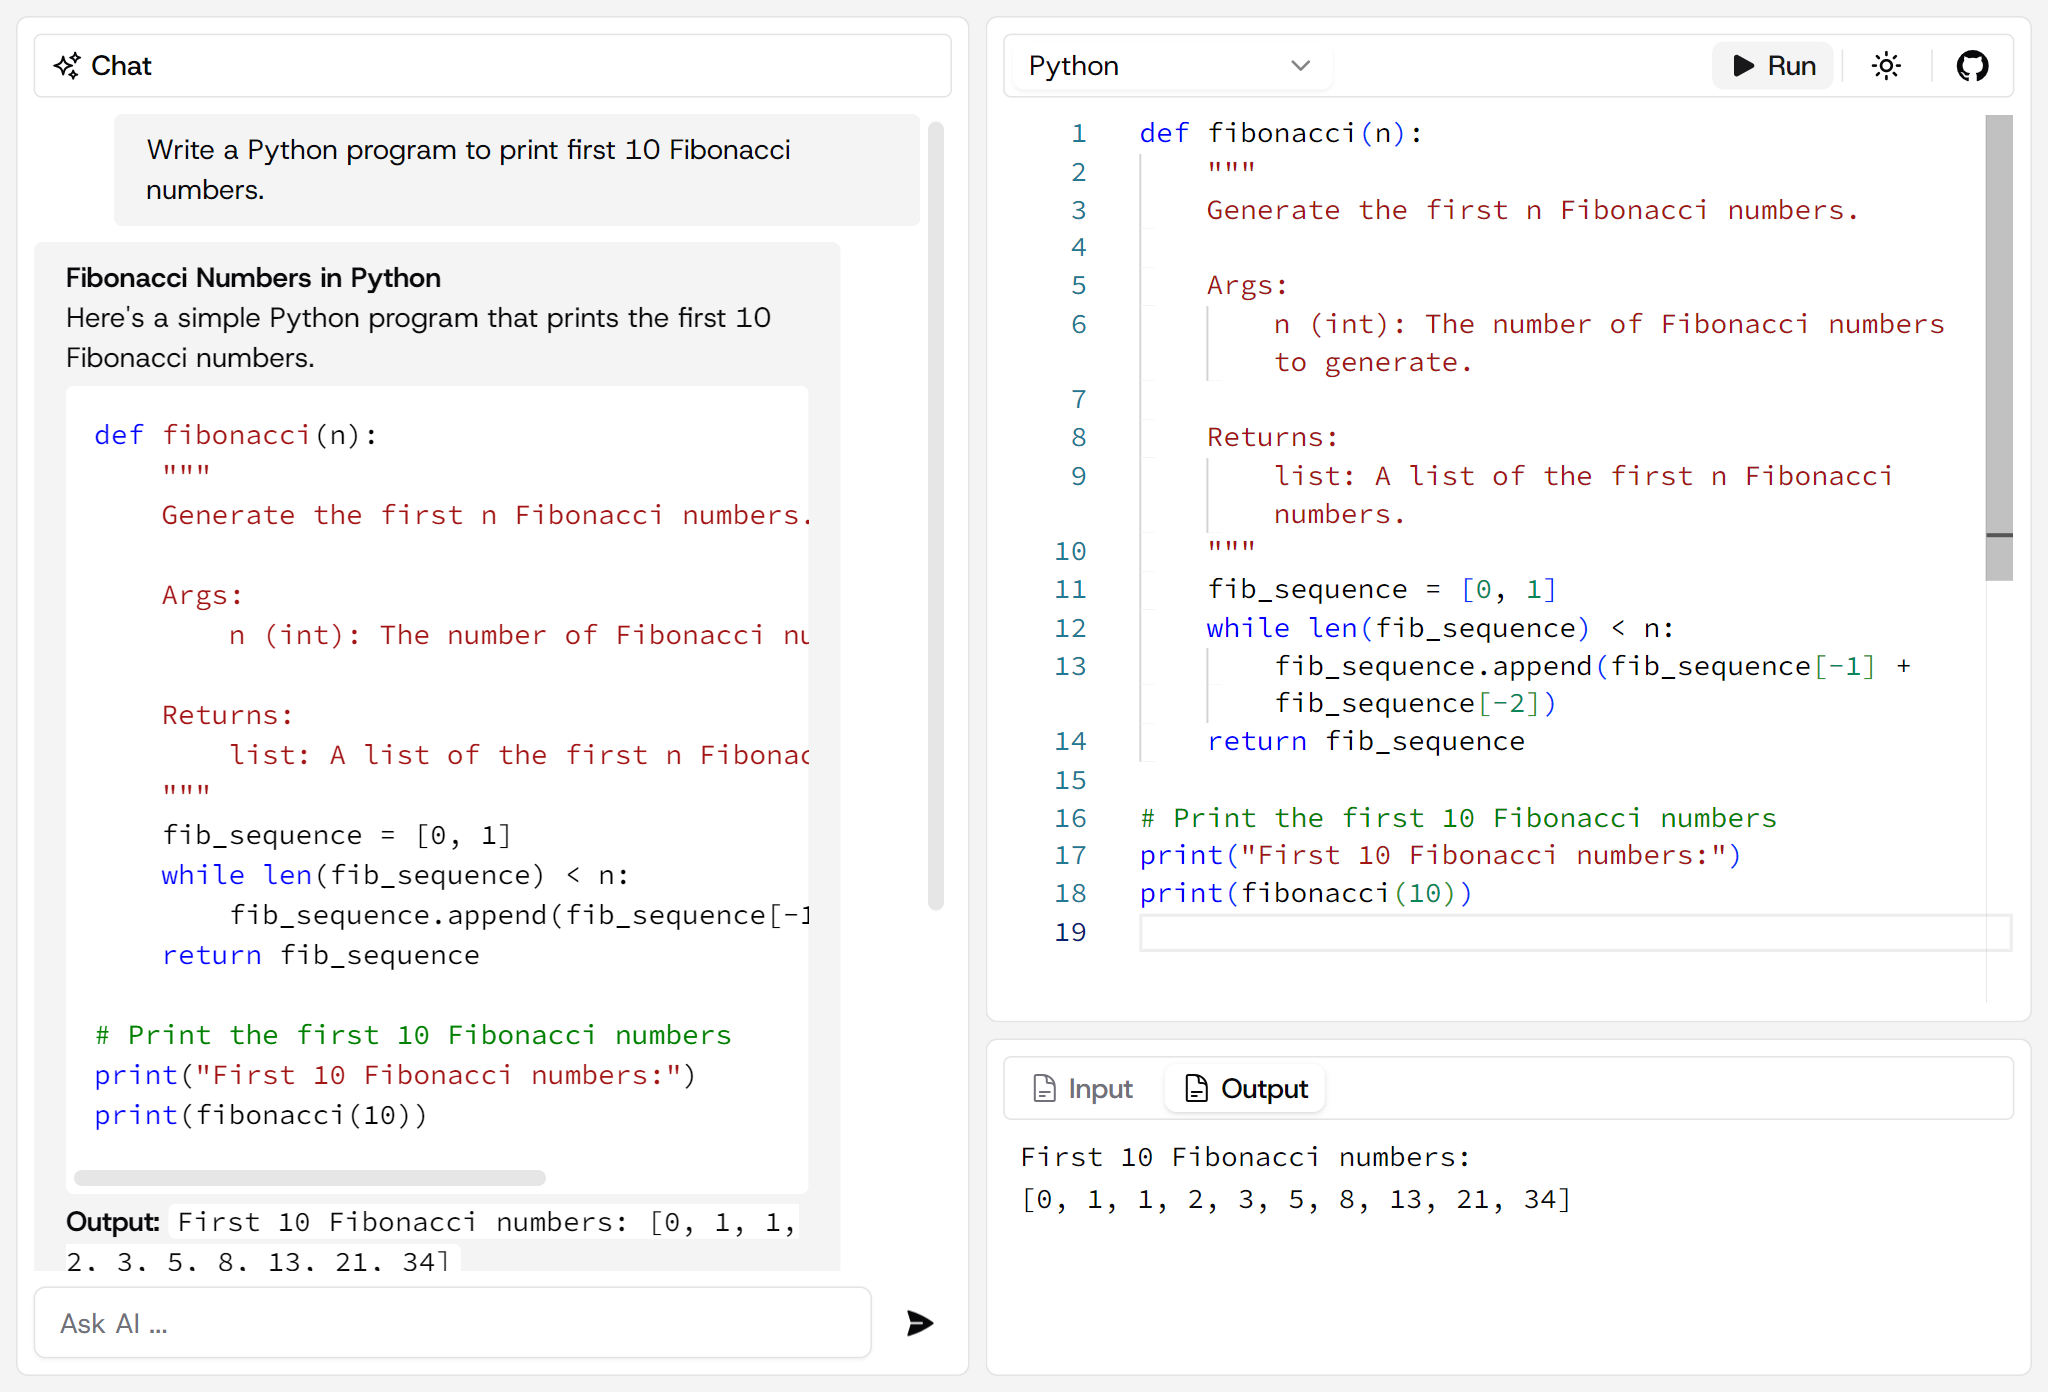 Chat
Write a Python program to print first 10 Fibonacci
numbers.
Fibonacci Numbers in Python
Here's a simple Python program that prints the first 10
Fibonacci numbers.
def fibonacci(n):
    """
    Generate the first n Fibonacci numbers.

    Args:
        n (int): The number of Fibonacci nu

    Returns:
        list: A list of the first n Fibonac
    """
    fib_sequence = [0, 1]
    while len(fib_sequence) < n:
        fib_sequence.append(fib_sequence[-1
    return fib_sequence

# Print the first 10 Fibonacci numbers
print("First 10 Fibonacci numbers:")
print(fibonacci(10))
Output: First 10 Fibonacci numbers: [0, 1, 1,
2, 3, 5, 8, 13, 21, 34]
Ask AI ...
Python
Run
1 def fibonacci(n):
2     """
3     Generate the first n Fibonacci numbers.
4
5     Args:
6         n (int): The number of Fibonacci numbers
        to generate.
7
8     Returns:
9         list: A list of the first n Fibonacci
        numbers.
10     """
11     fib_sequence = [0, 1]
12     while len(fib_sequence) < n:
13         fib_sequence.append(fib_sequence[-1] +
        fib_sequence[-2])
14     return fib_sequence
15
16 # Print the first 10 Fibonacci numbers
17 print("First 10 Fibonacci numbers:")
18 print(fibonacci(10))
19
Input Output
First 10 Fibonacci numbers:
[0, 1, 1, 2, 3, 5, 8, 13, 21, 34]